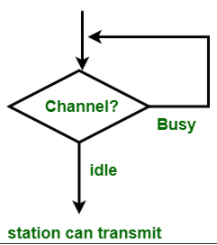 Channel?
Busy
idle
station can transmit